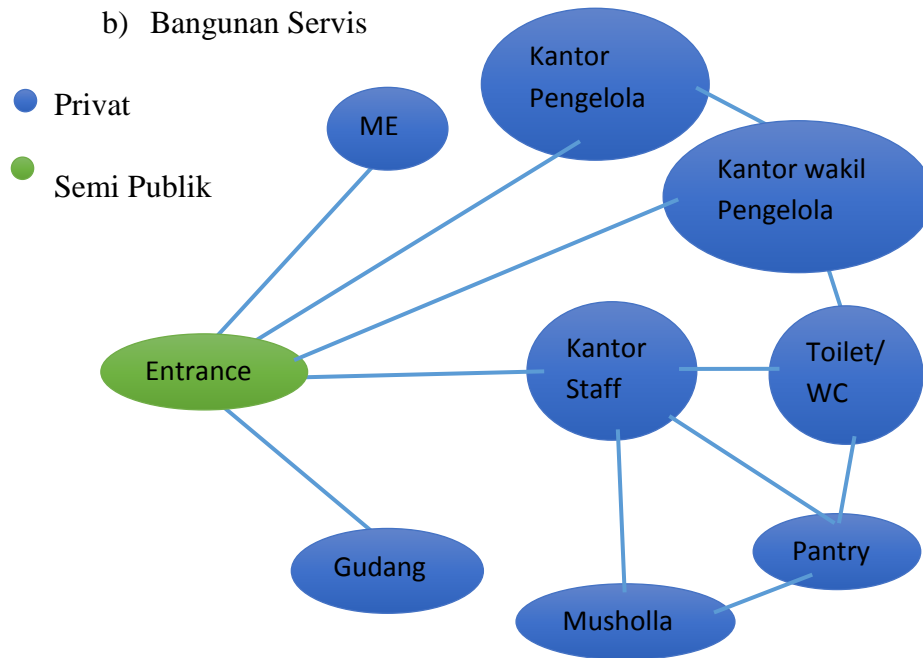 b) Bangunan Servis
Privat
Semi Publik
ME
Kantor
Pengelola
Kantor wakil
Pengelola
Entrance
Kantor
Staff
Toilet/
WC
Gudang
Pantry
Musholla